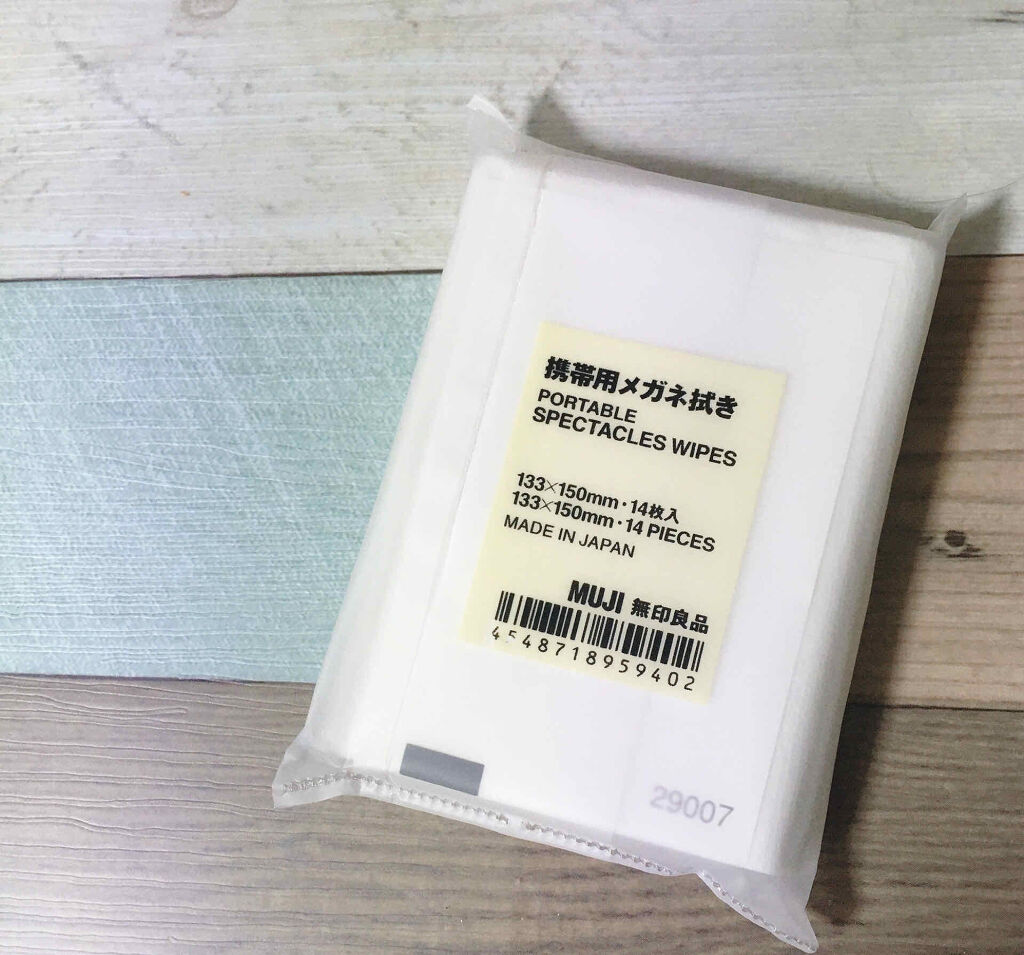 携帯用メガネ拭き
PORTABLE
SPECTACLES WIPES
133×150mm・14枚入
133×150mm・14 PIECES
MADE IN JAPAN
MUJI 無印良品
4548718959402
29007